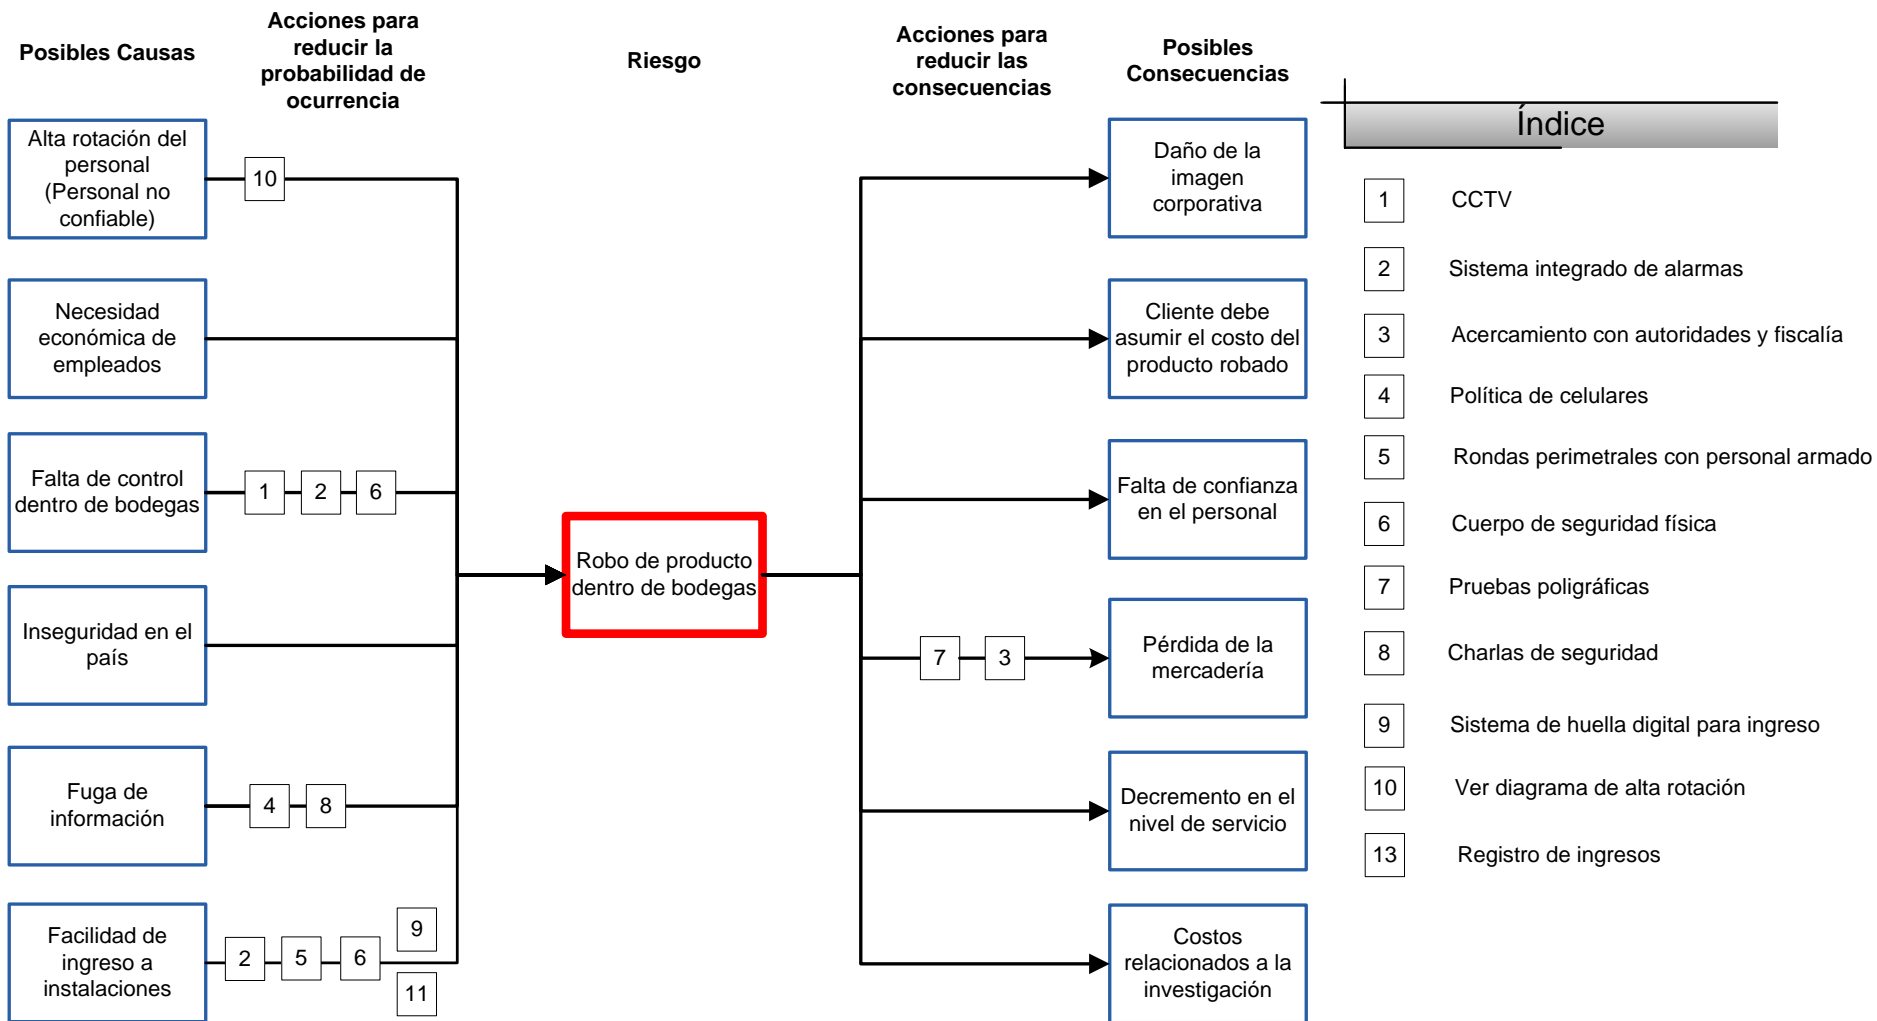 Posibles Causas
Acciones para
reducir la
probabilidad de
ocurrencia
Riesgo
Acciones para
reducir las
consecuencias
Posibles
Consecuencias
Alta rotación del
personal
(Personal no
confiable)
10
Necesidad
económica de
empleados
Falta de control
dentro de bodegas
1
2
6
Inseguridad en el
país
Fuga de
información
4
8
Facilidad de
ingreso a
instalaciones
2
5
6
9
11
Robo de producto
dentro de bodegas
7
3
Daño de la
imagen
corporativa
Cliente debe
asumir el costo del
producto robado
Falta de confianza
en el personal
Pérdida de la
mercadería
Decremento en el
nivel de servicio
Costos
relacionados a la
investigación
Índice
1 CCTV
2 Sistema integrado de alarmas
3 Acercamiento con autoridades y fiscalía
4 Política de celulares
5 Rondas perimetrales con personal armado
6 Cuerpo de seguridad física
7 Pruebas poligráficas
8 Charlas de seguridad
9 Sistema de huella digital para ingreso
10 Ver diagrama de alta rotación
13 Registro de ingresos